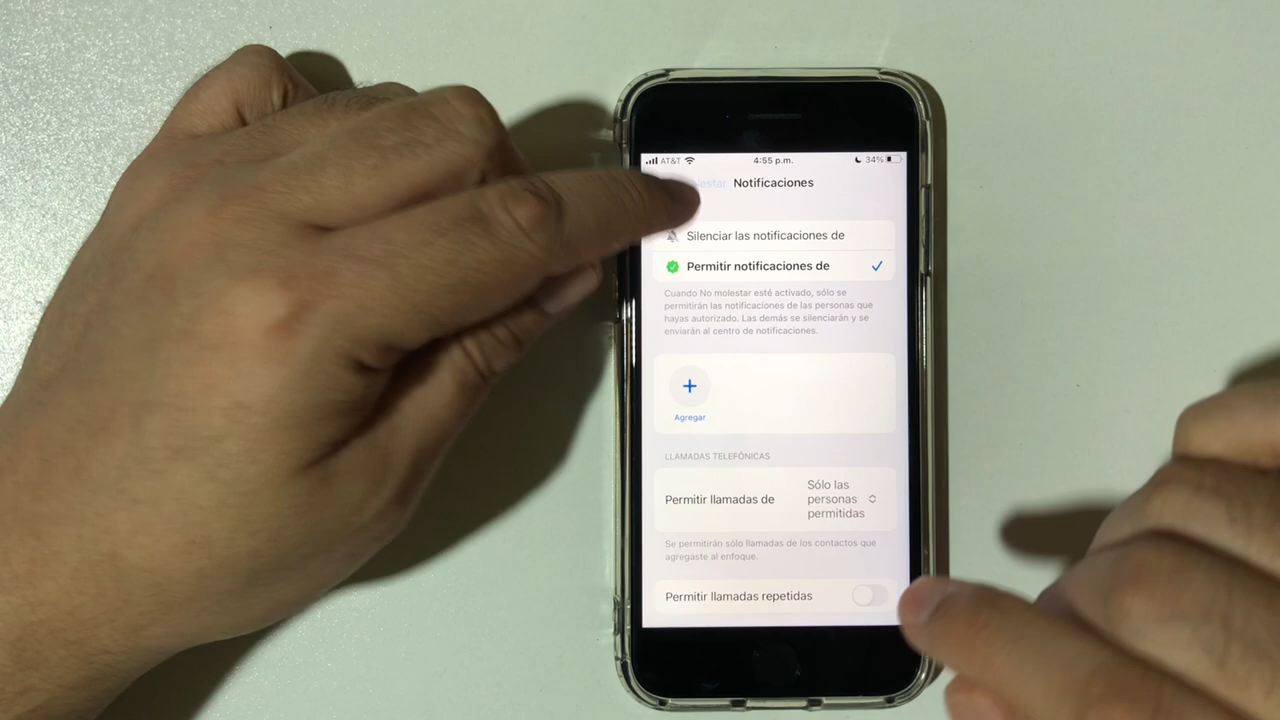 AT&T 4:55 p.m. 34%
Notificaciones
Silenciar las notificaciones de
Permitir notificaciones de
Cuando No molestar esté activado, sólo se
permitirán las notificaciones de las personas que
hayas autorizado. Las demás se silenciarán y se
enviarán al centro de notificaciones.
Agregar
LLAMADAS TELEFÓNICAS
Permitir llamadas de
Sólo las
personas
permitidas
Se permitirán sólo llamadas de los contactos que
agregaste al enfoque.
Permitir llamadas repetidas